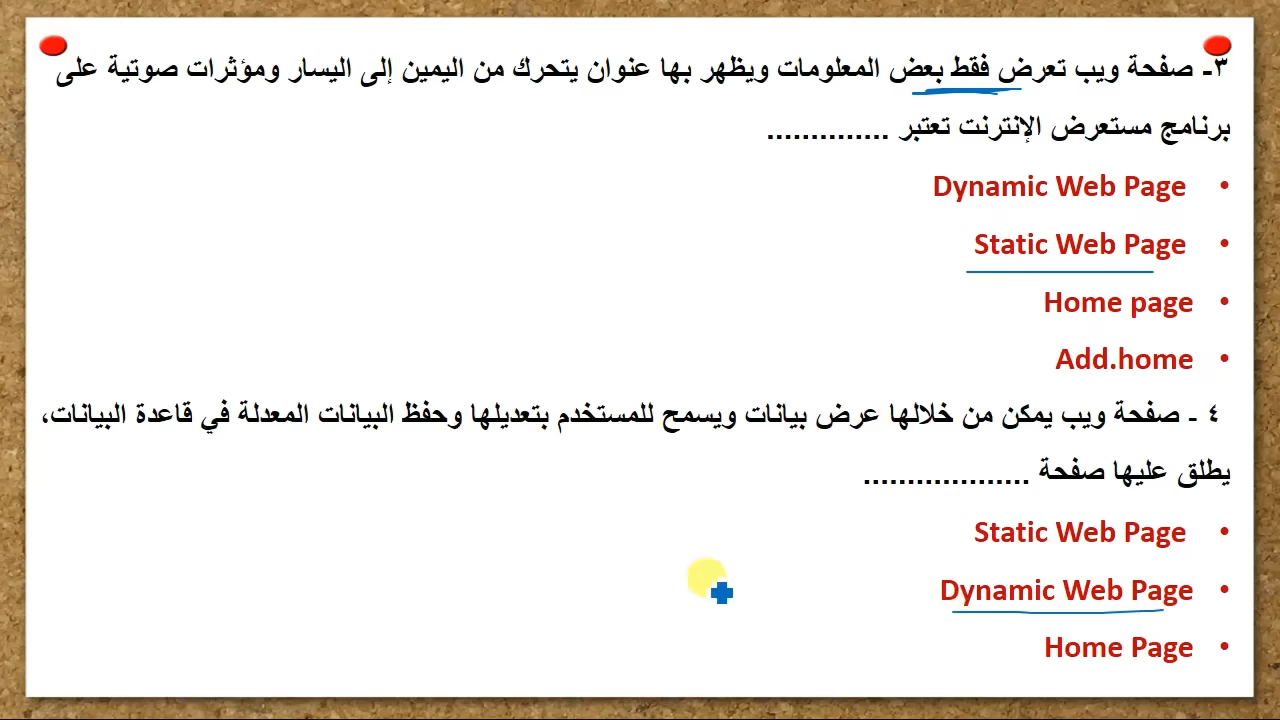 ٣- صفحة ويب تعرض فقط بعض المعلومات ويظهر بها عنوان يتحرك من اليمين إلى اليسار ومؤثرات صوتية على
برنامج مستعرض الإنترنت تعتبر ..............
• Dynamic Web Page
• Static Web Page
• Home page
• Add.home
٤ - صفحة ويب يمكن من خلالها عرض بيانات ويسمح للمستخدم بتعديلها وحفظ البيانات المعدلة في قاعدة البيانات،
يطلق عليها صفحة ...................
• Static Web Page
• Dynamic Web Page
• Home Page